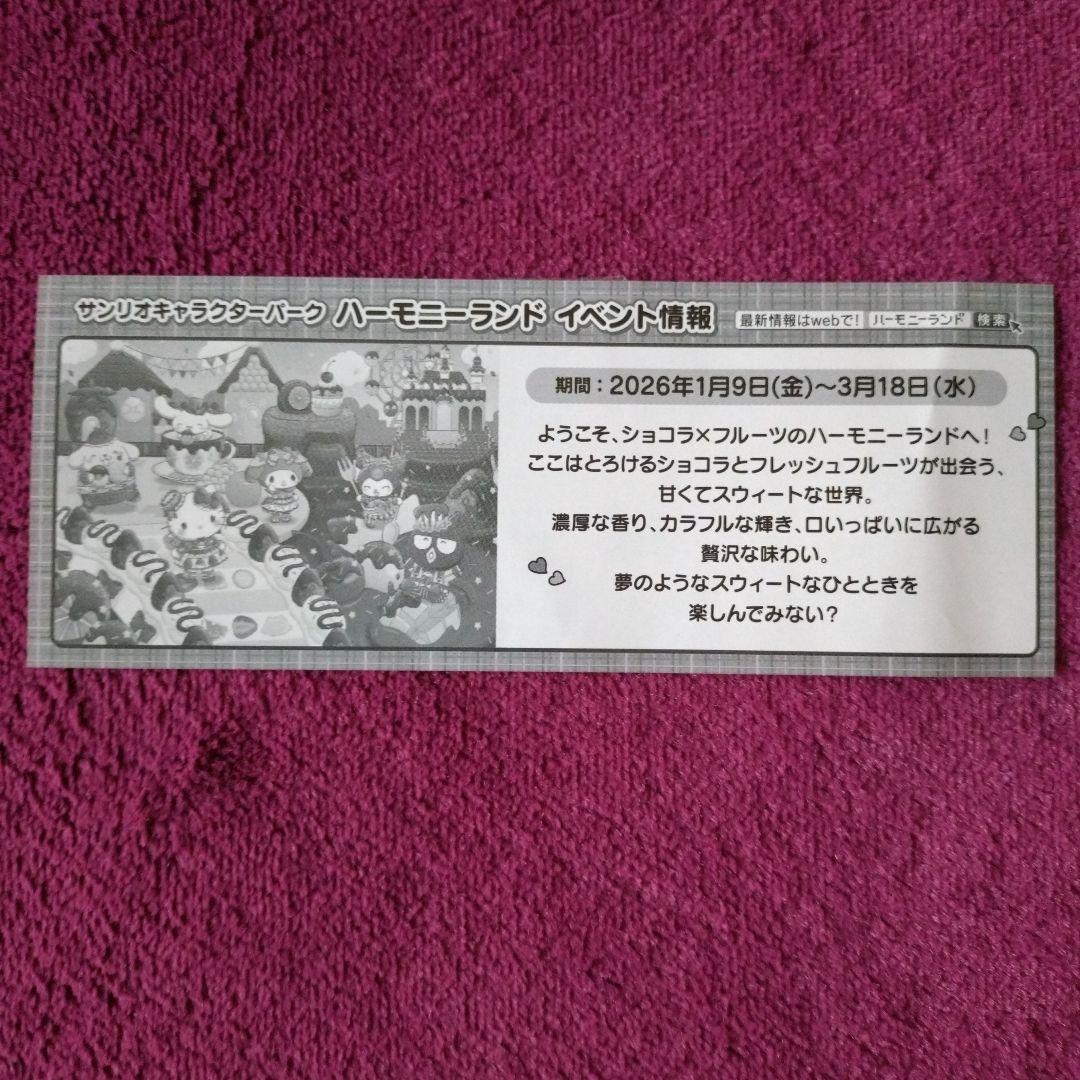 サンリオキャラクターパーク ハーモニーランド イベント情報 最新情報はwebで! ハーモニーランド 検索
期間：2026年1月9日(金)〜3月18日(水)
ようこそ、ショコラ×フルーツのハーモニーランドへ!
ここはとろけるショコラとフレッシュフルーツが出会う、
甘くてスウィートな世界。
濃厚な香り、カラフルな輝き、口いっぱいに広がる
贅沢な味わい。
夢のようなスウィートなひとときを
楽しんでみない?